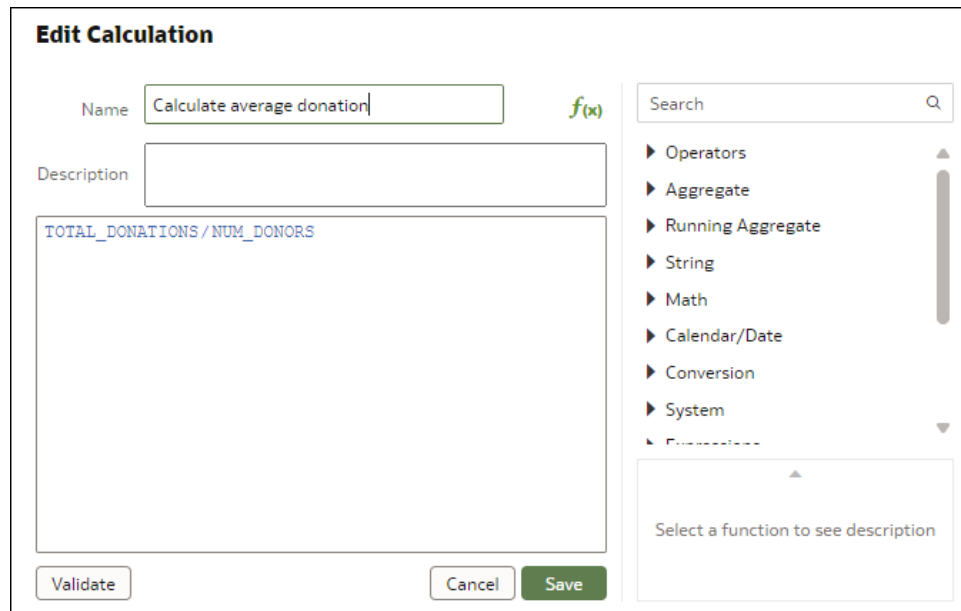 Edit Calculation
Name
Calculate average donation
f(x)
Description
TOTAL_DONATIONS/NUM_DONORS
Validate
Cancel
Save
Search
Operators
Aggregate
Running Aggregate
String
Math
Calendar/Date
Conversion
System
Expressions
Select a function to see description